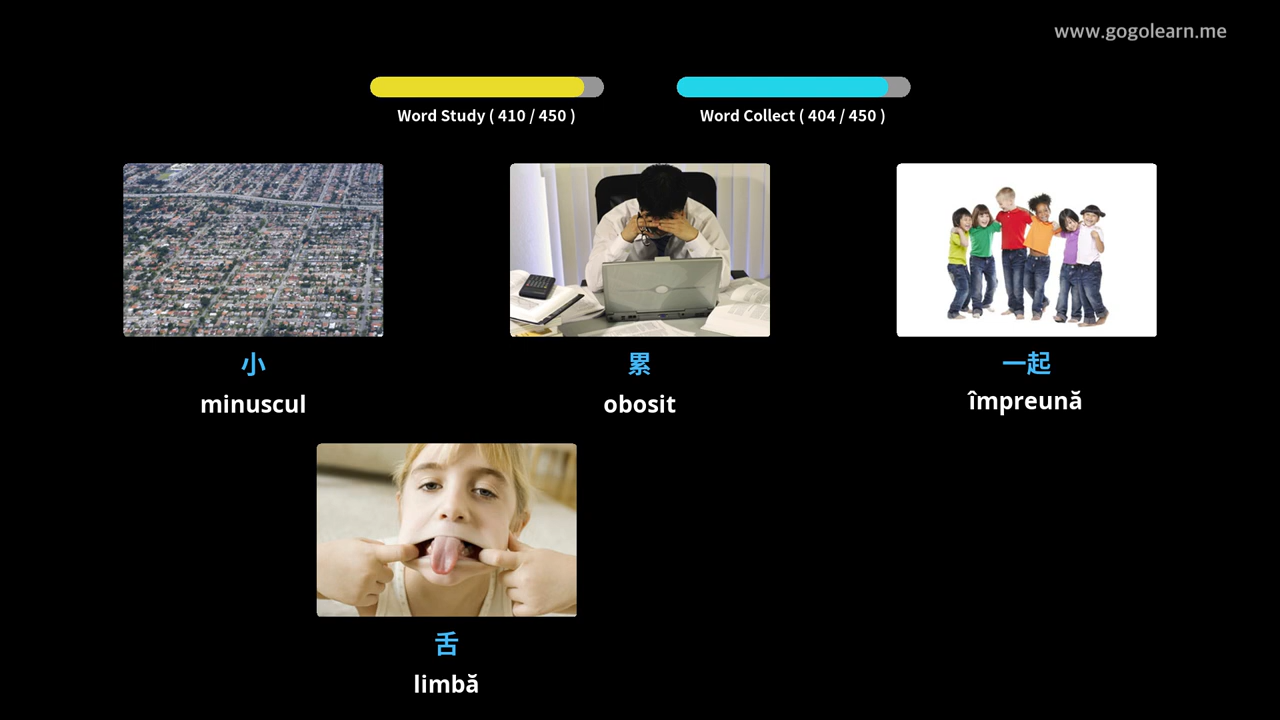 www.gogolearn.me
Word Study ( 410 / 450 )
Word Collect ( 404 / 450 )
小
minuscul
累
obosit
一起
împreună
舌
limbă